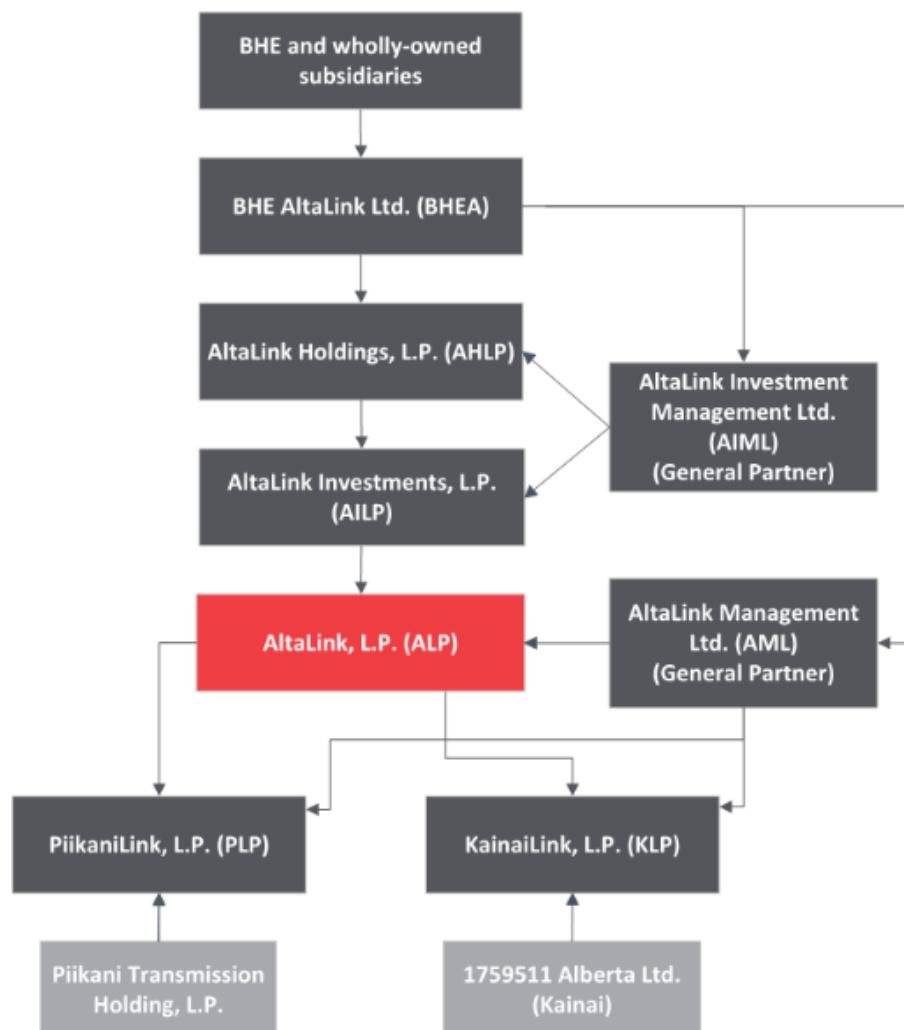 BHE and wholly-owned
subsidiaries
BHE AltaLink Ltd. (BHEA)
AltaLink Holdings, L.P. (AHLP)
AltaLink Investment
Management Ltd.
(AIML)
(General Partner)
AltaLink Investments, L.P.
(AILP)
AltaLink, L.P. (ALP)
AltaLink Management
Ltd. (AML)
(General Partner)
PiikaniLink, L.P. (PLP)
KainaiLink, L.P. (KLP)
Piikani Transmission
Holding, L.P.
1759511 Alberta Ltd.
(Kainai)